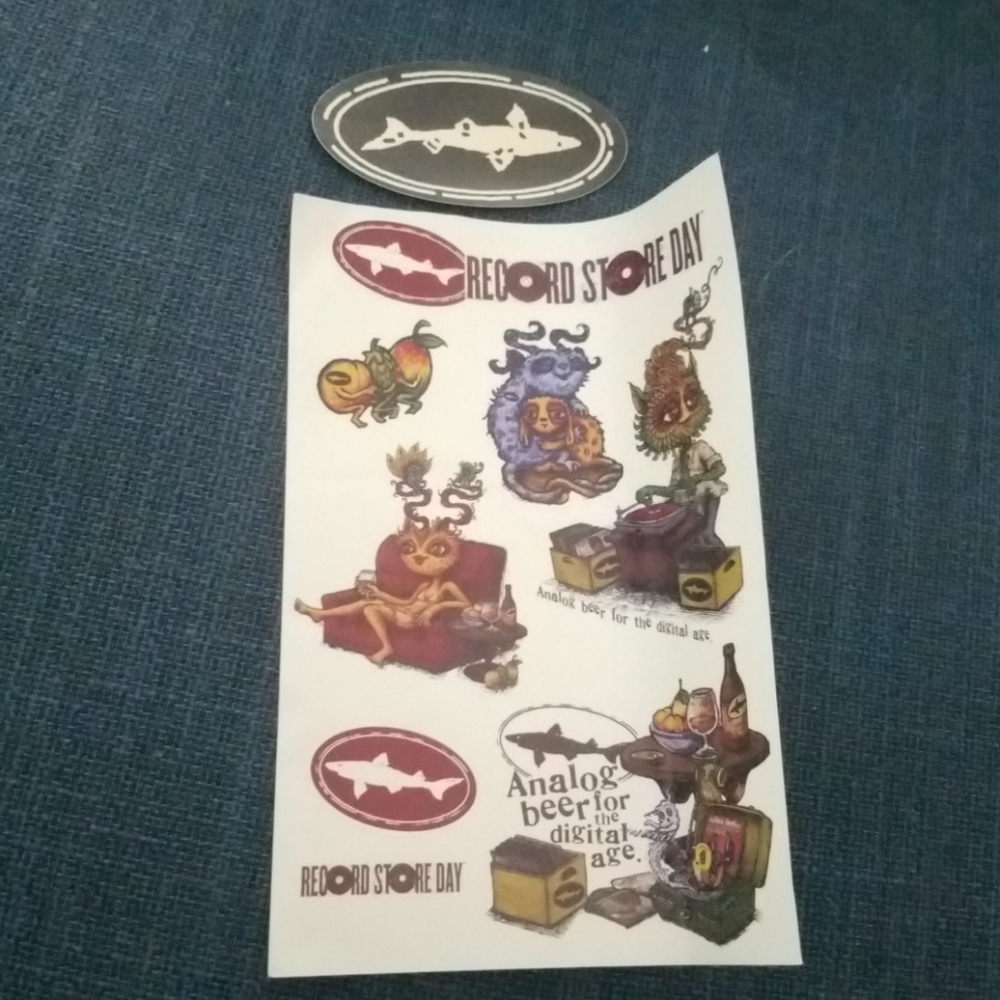 RECORD STORE DAY
Analog beer for the digital age.
Analog
beer for
the
digital
age.
RECORD STORE DAY